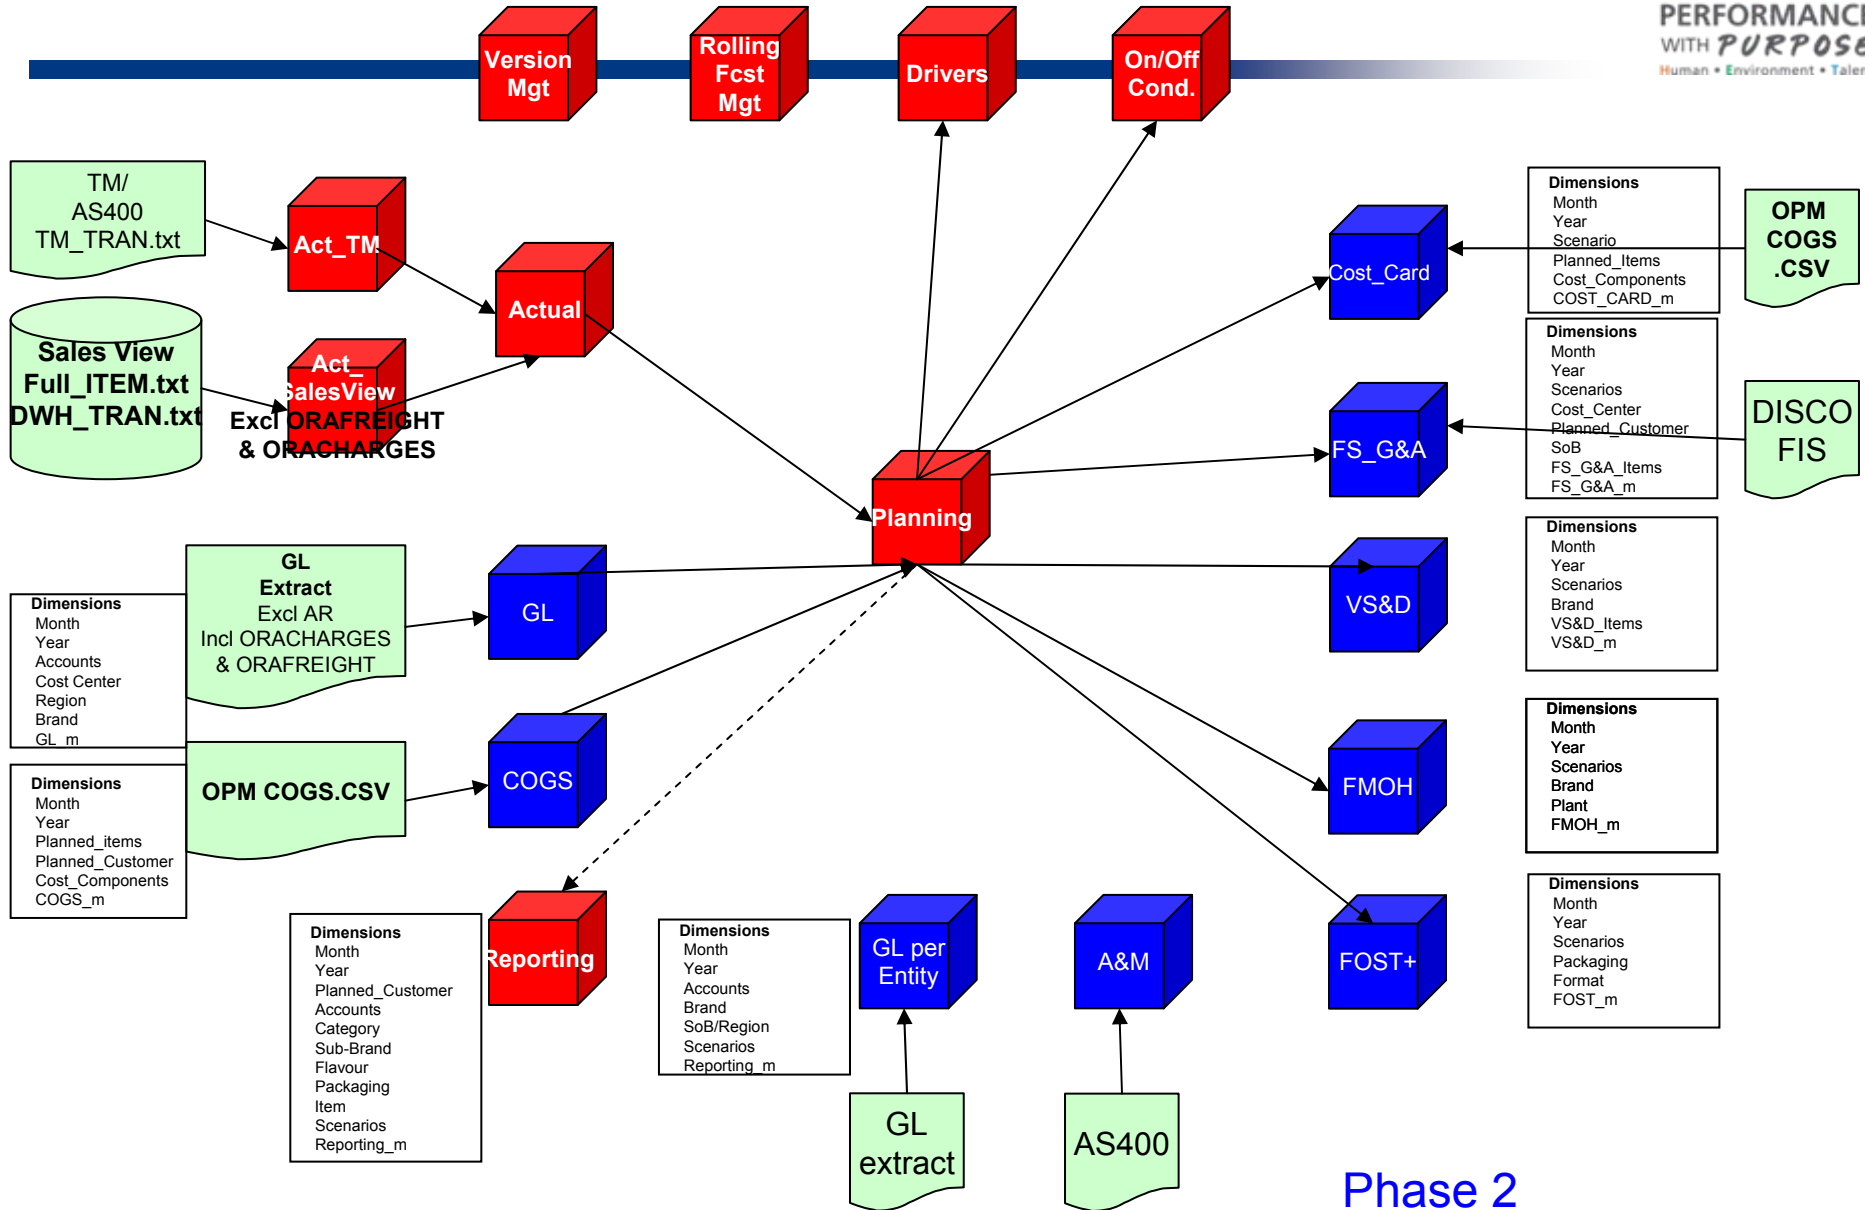 PERFORMANCE
WITH PURPOSE
Human • Environment • Talent
Version
Mgt
Rolling
Fcst
Mgt
Drivers
On/Off
Cond.
TM/
AS400
TM_TRAN.txt
Act_TM
Actual
Sales View
Full_ITEM.txt
DWH_TRAN.txt
Act_
SalesView
Excl ORAFREIGHT
& ORACHARGES
Planning
Cost_Card
Dimensions
Month
Year
Scenario
Planned_Items
Cost_Components
COST_CARD_m
OPM
COGS
.CSV
FS_G&A
Dimensions
Month
Year
Scenarios
Cost_Center
Planned_Customer
SoB
FS_G&A_Items
FS_G&A_m
DISCO
FIS
VS&D
Dimensions
Month
Year
Scenarios
Brand
VS&D_Items
VS&D_m
Dimensions
Month
Year
Accounts
Cost Center
Region
Brand
GL_m
GL
Extract
Excl AR
Incl ORACHARGES
& ORAFREIGHT
GL
Dimensions
Month
Year
Planned_items
Planned_Customer
Cost_Components
COGS_m
OPM COGS.CSV
COGS
FMOH
Dimensions
Month
Year
Scenarios
Brand
Plant
FMOH_m
Dimensions
Month
Year
Planned_Customer
Accounts
Category
Sub-Brand
Flavour
Packaging
Item
Scenarios
Reporting_m
Reporting
Dimensions
Month
Year
Accounts
Brand
SoB/Region
Scenarios
Reporting_m
GL per
Entity
A&M
FOST+
Dimensions
Month
Year
Scenarios
Packaging
Format
FOST_m
GL
extract
AS400
Phase 2